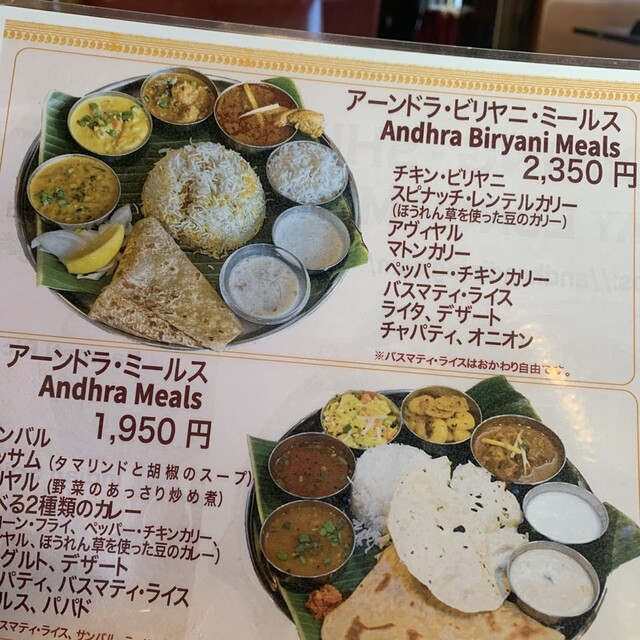 アーンドラ・ビリヤニ・ミールス
Andhra Biryani Meals
2,350 円
チキン・ビリヤニ
スピナッチ・レンテルカリー
(ほうれん草を使った豆のカリー)
アヴィヤル
マトンカリー
ペッパー・チキンカリー
バスマティ・ライス
ライタ、デザート
チャパティ、オニオン
※バスマティ・ライスはおかわり自由です。
アーンドラ・ミールス
Andhra Meals
1,950 円
ンバル
ッサム (タマリンドと胡椒のスープ)
リヤル (野菜のあっさり炒め煮)
べる2種類のカレー
ーン・フライ、ペッパー・チキンカリー、
ヤル、ほうれん草を使った豆のカレー)
グルト、デザート
パティ、バスマティ・ライス
ルス、パパド
スマティ・ライス、サンバル、